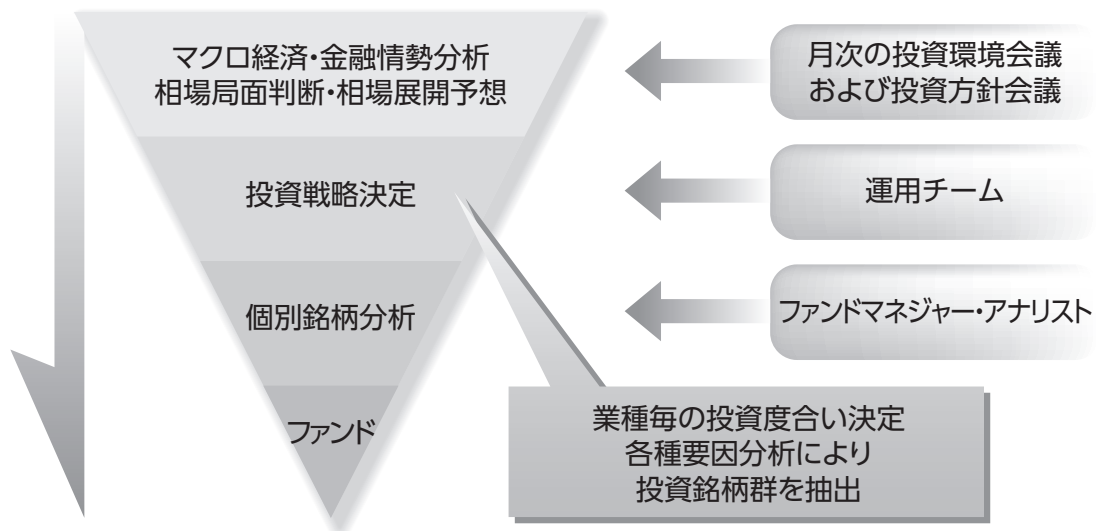 マクロ経済・金融情勢分析
相場局面判断・相場展開予想
月次の投資環境会議
および投資方針会議
投資戦略決定
運用チーム
個別銘柄分析
ファンドマネジャー・アナリスト
ファンド
業種毎の投資度合い決定
各種要因分析により
投資銘柄群を抽出